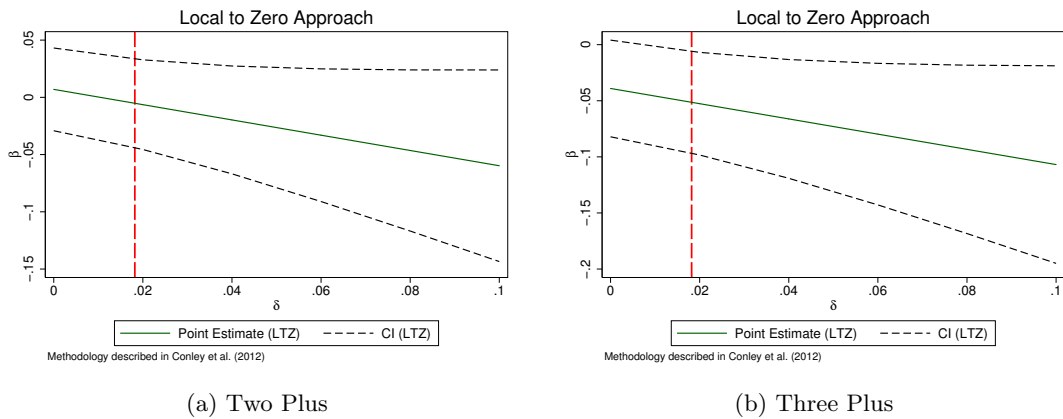 Local to Zero Approach
.05
0
-.05
-.1
-.15
β
0 .02 .04 .06 .08 .1
δ
Point Estimate (LTZ) CI (LTZ)
Methodology described in Conley et al. (2012)
(a) Two Plus
Local to Zero Approach
0
-.05
-.1
-.15
-.2
β
0 .02 .04 .06 .08 .1
δ
Point Estimate (LTZ) CI (LTZ)
Methodology described in Conley et al. (2012)
(b) Three Plus